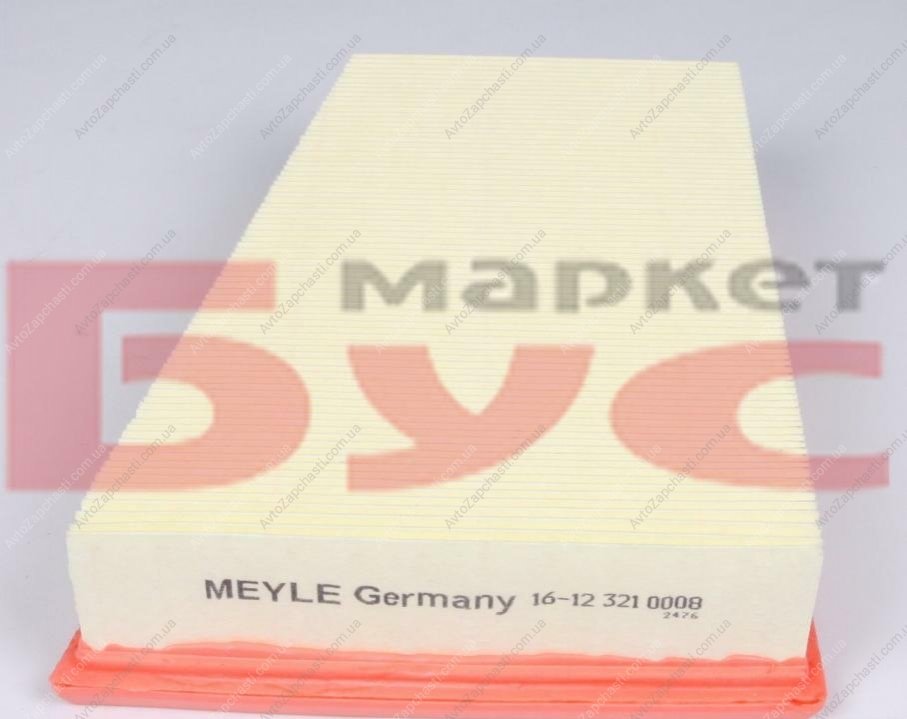 маркет
БУС
MEYLE Germany 16-12 321 0008
2476
AvtoZapchasti.com.ua